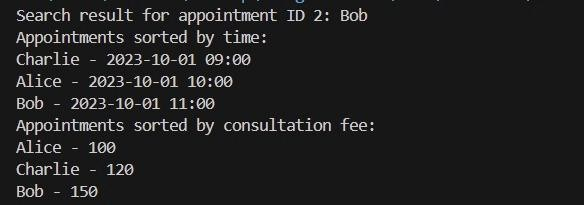 Search result for appointment ID 2: Bob
Appointments sorted by time:
Charlie - 2023-10-01 09:00
Alice - 2023-10-01 10:00
Bob - 2023-10-01 11:00
Appointments sorted by consultation fee:
Alice - 100
Charlie - 120
Bob - 150